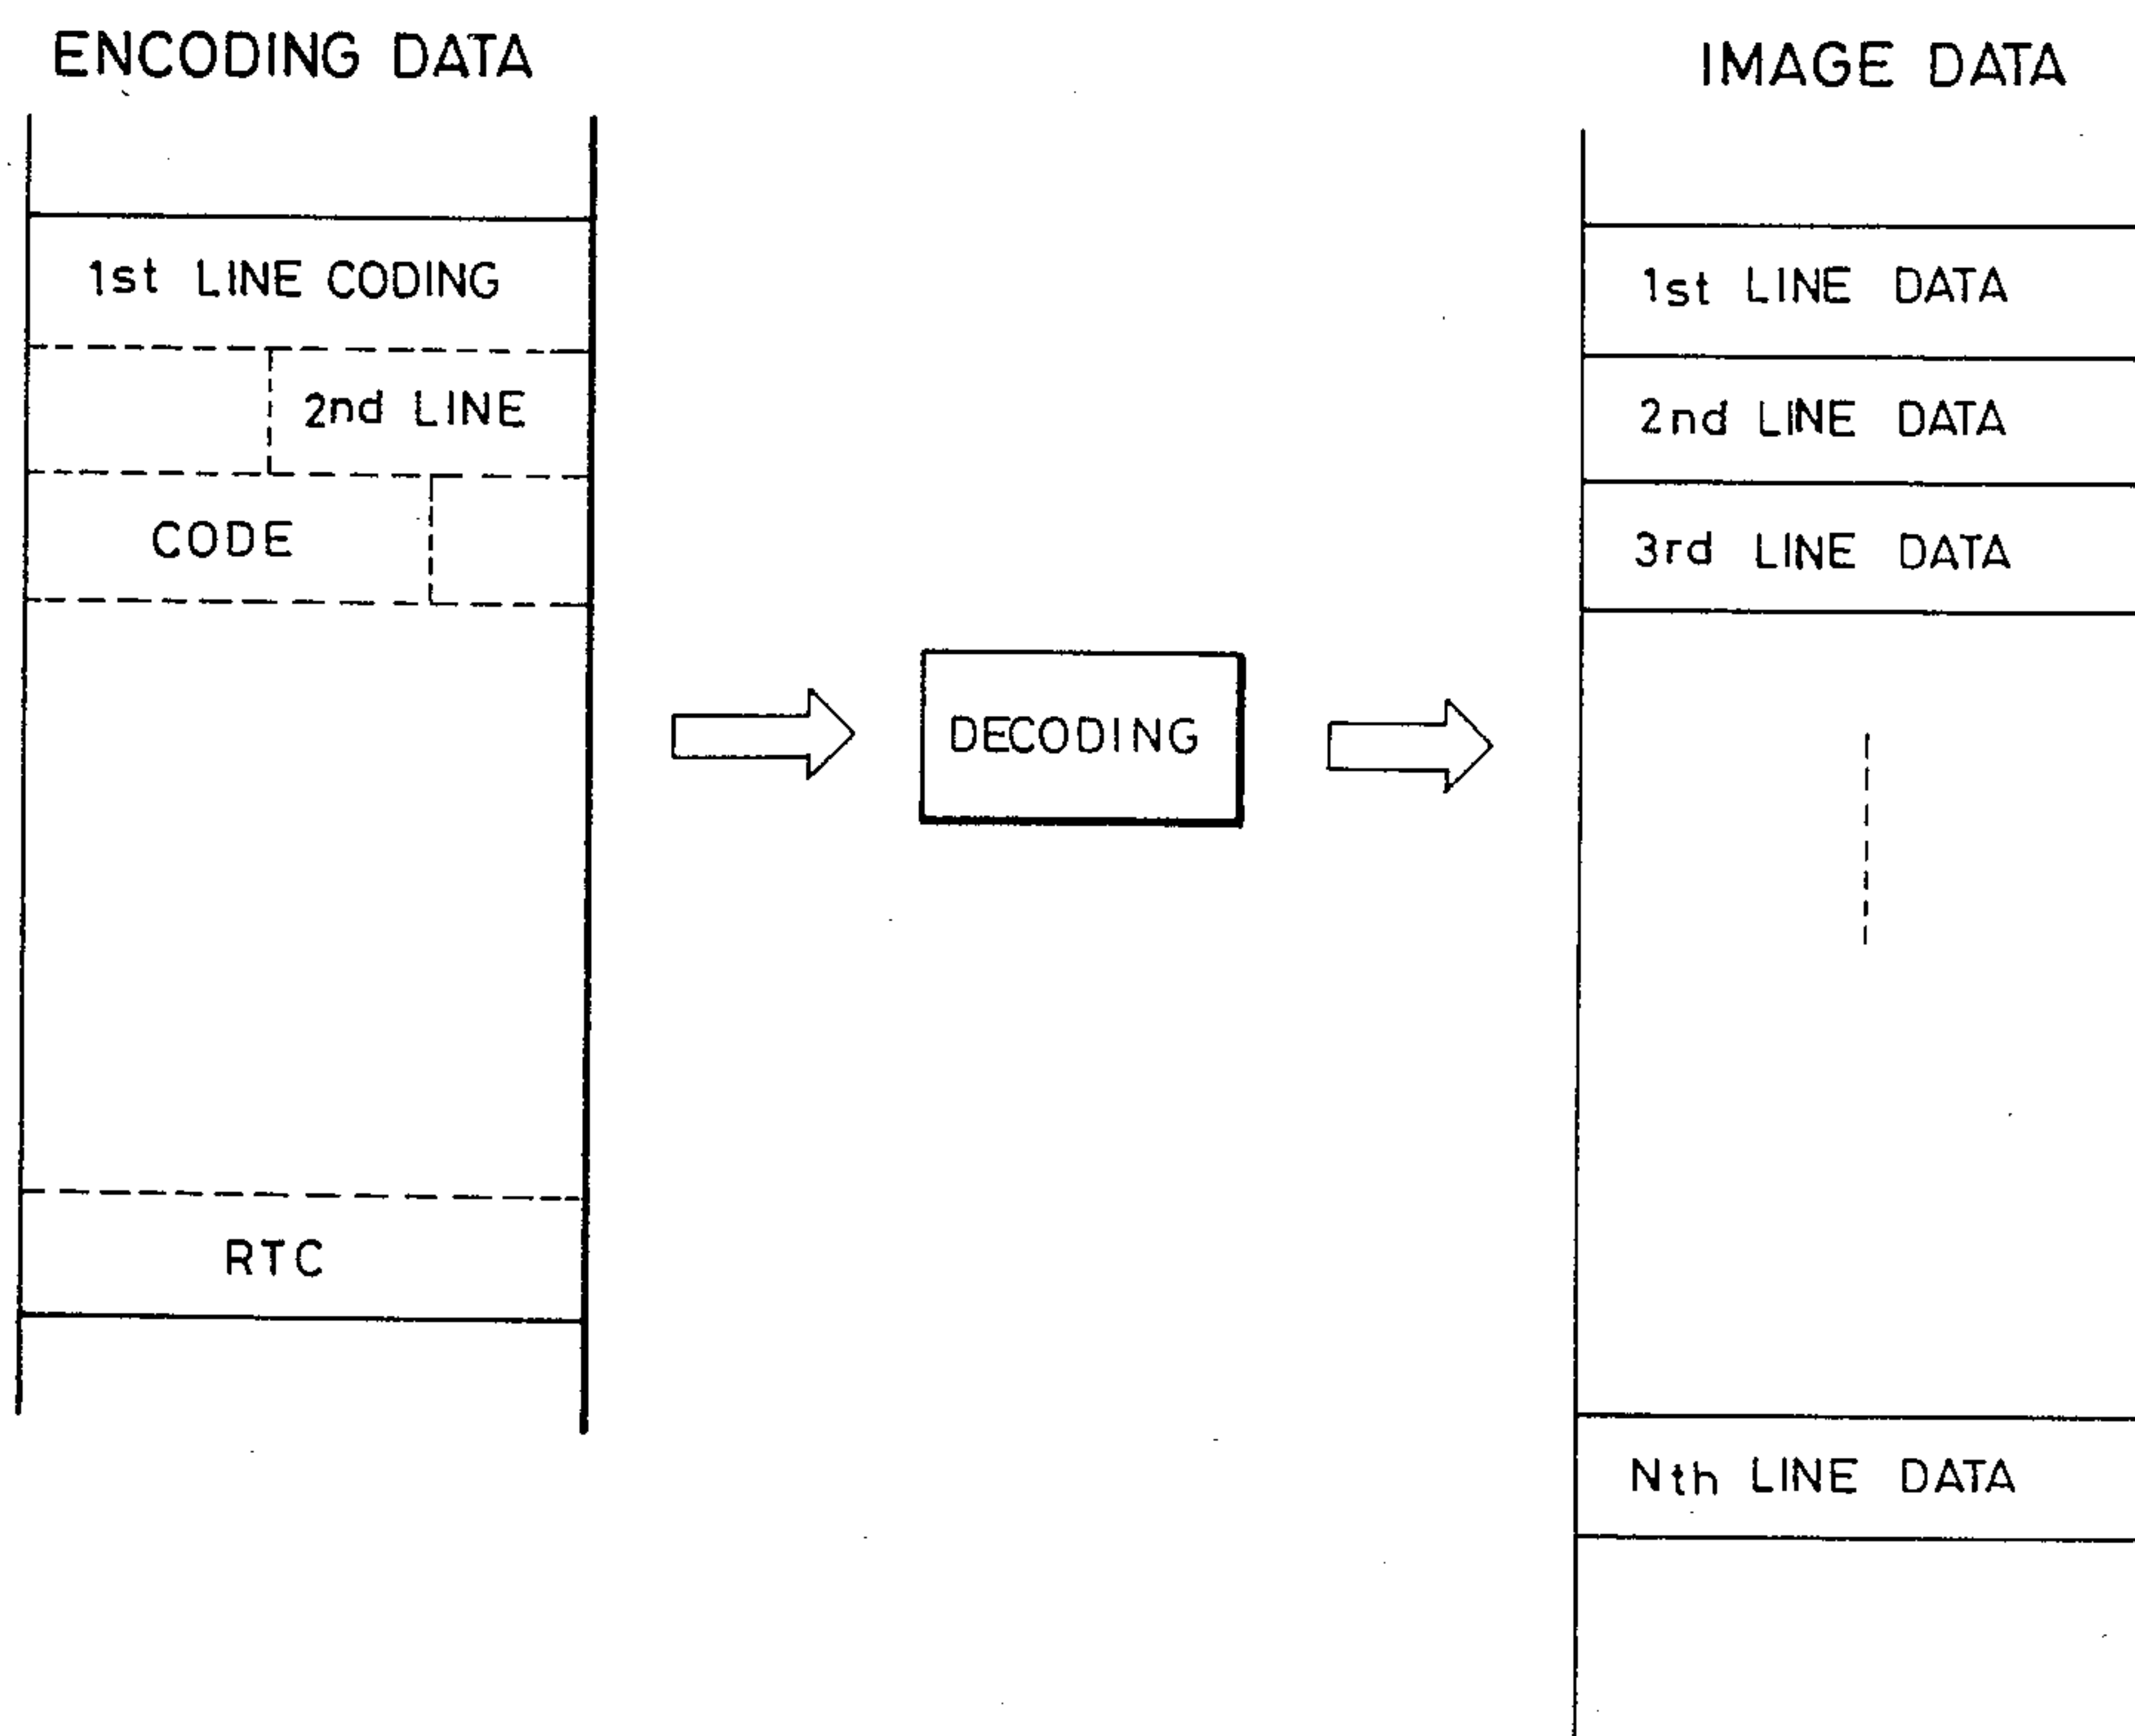 ENCODING DATA
1st LINE CODING
2nd LINE
CODE
RTC
DECODING
IMAGE DATA
1st LINE DATA
2nd LINE DATA
3rd LINE DATA
Nth LINE DATA